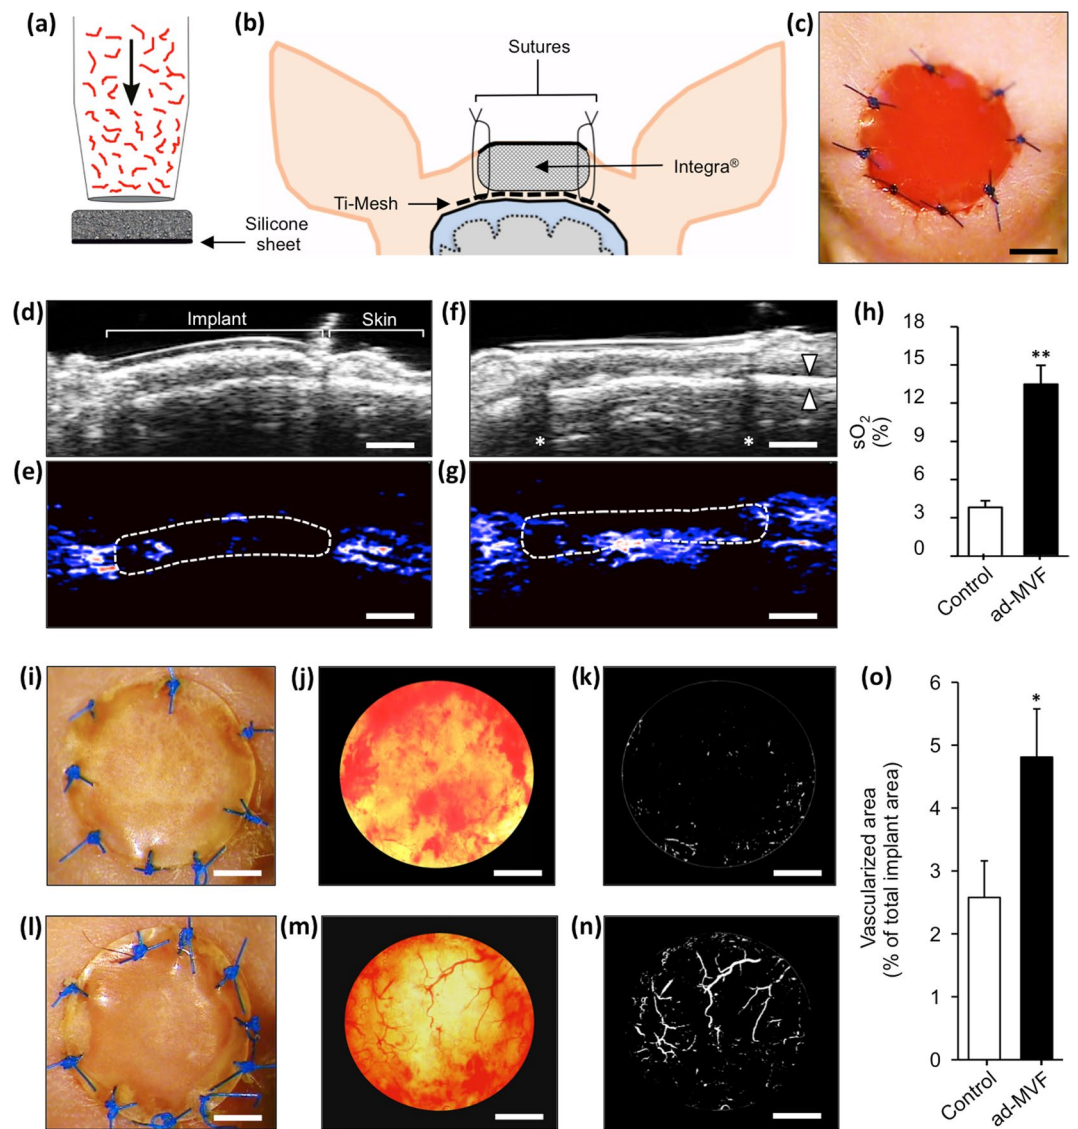 (a)
(b)
(c)
Sutures
Integra®
Ti-Mesh
Silicone
sheet
(d)
Implant
Skin
(f)
*
*
(h)
18
15
12
9
6
3
0
sO2
(%)
**
Control
ad-MVF
(e)
(g)
(i)
(j)
(k)
(o)
6
5
4
3
2
1
0
Vascularized area
(% of total implant area)
*
Control
ad-MVF
(l)
(m)
(n)